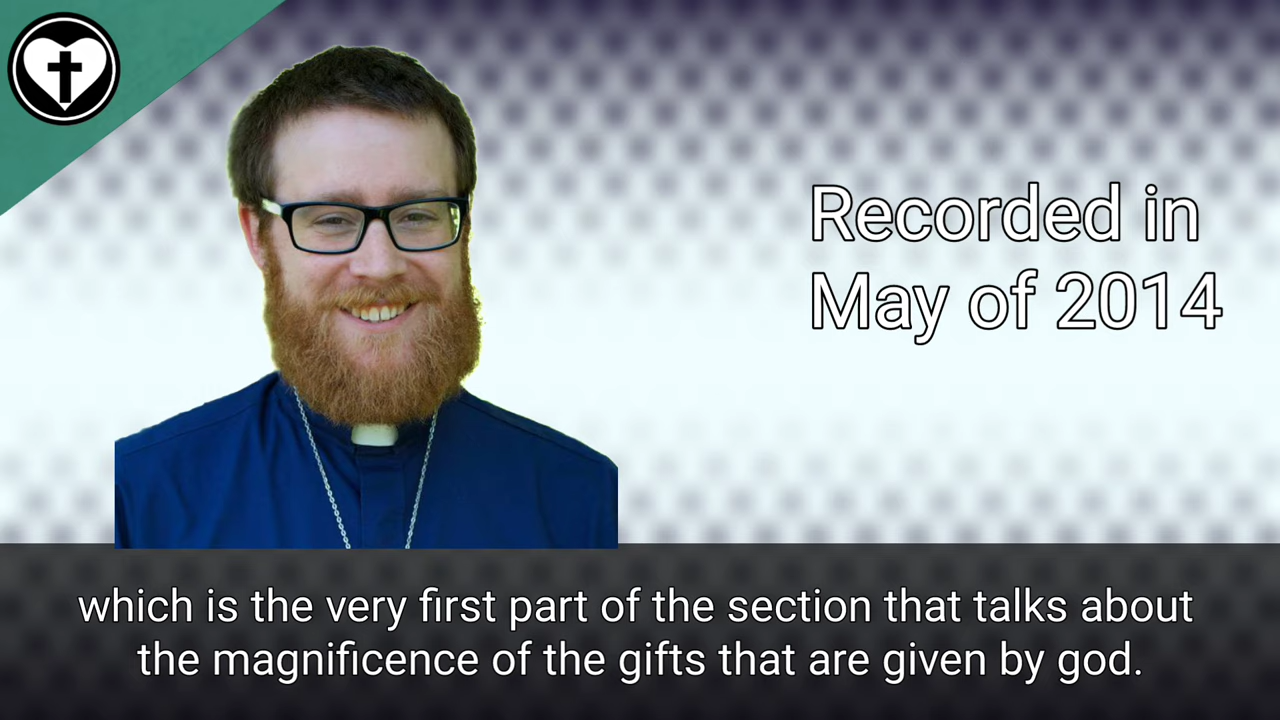 Recorded in
May of 2014
which is the very first part of the section that talks about
the magnificence of the gifts that are given by god.